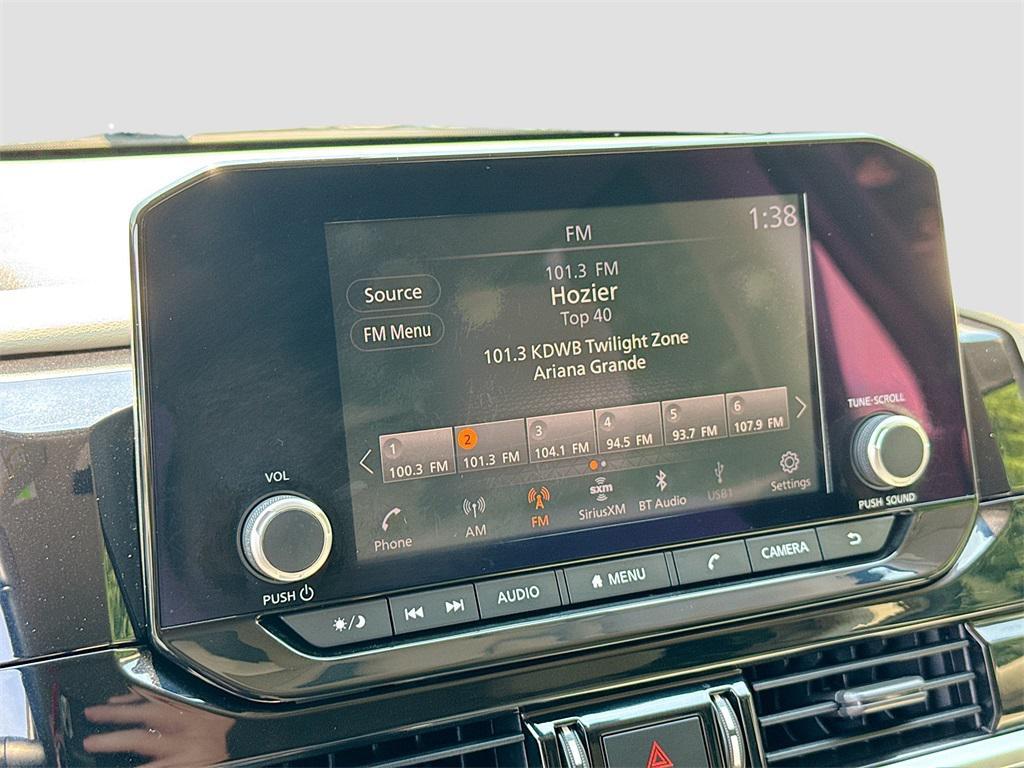 FM
1:38
101.3 FM
Source
Hozier
Top 40
FM Menu
101.3 KDWB Twilight Zone
Ariana Grande
1 2 3 4 5 6
100.3 FM 101.3 FM 104.1 FM 94.5 FM 93.7 FM 107.9 FM
sxm
Phone AM FM SiriusXM BT Audio USB1 Settings
VOL
PUSH
TUNE·SCROLL
PUSH SOUND
AUDIO MENU CAMERA